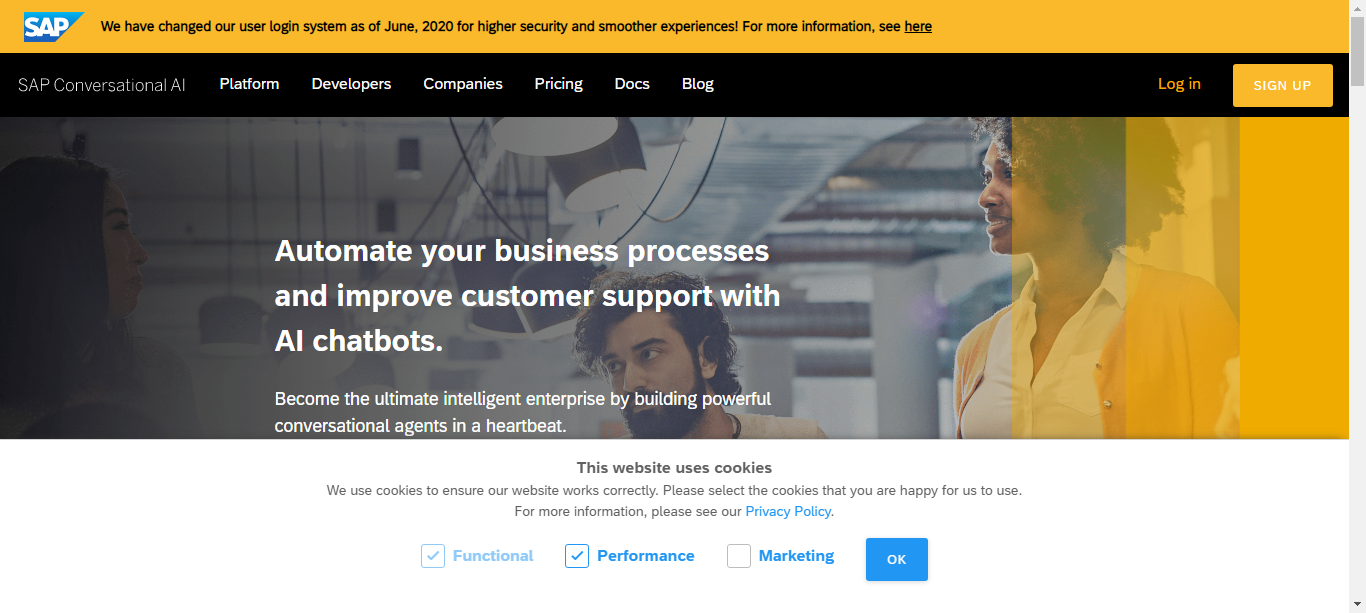 SAP
We have changed our user login system as of June, 2020 for higher security and smoother experiences! For more information, see here
SAP Conversational AI Platform Developers Companies Pricing Docs Blog Log in SIGN UP
Automate your business processes
and improve customer support with
AI chatbots.
Become the ultimate intelligent enterprise by building powerful
conversational agents in a heartbeat.
This website uses cookies
We use cookies to ensure our website works correctly. Please select the cookies that you are happy for us to use.
For more information, please see our Privacy Policy.
Functional Performance Marketing OK